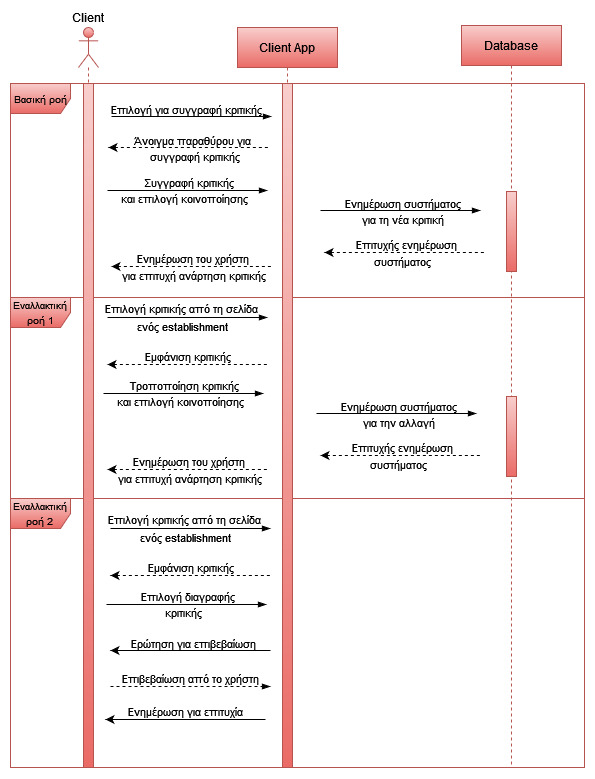 Client
Client App
Database
Βασική ροή
Επιλογή για συγγραφή κριτικής
Άνοιγμα παραθύρου για
συγγραφή κριτικής
Συγγραφή κριτικής
και επιλογή κοινοποίησης
Ενημέρωση συστήματος
για τη νέα κριτική
Επιτυχής ενημέρωση
συστήματος
Ενημέρωση του χρήστη
για επιτυχή ανάρτηση κριτικής
Εναλλακτική
ροή 1
Επιλογή κριτικής από τη σελίδα
ενός establishment
Εμφάνιση κριτικής
Τροποποίηση κριτικής
και επιλογή κοινοποίησης
Ενημέρωση συστήματος
για την αλλαγή
Επιτυχής ενημέρωση
συστήματος
Ενημέρωση του χρήστη
για επιτυχή ανάρτηση κριτικής
Εναλλακτική
ροή 2
Επιλογή κριτικής από τη σελίδα
ενός establishment
Εμφάνιση κριτικής
Επιλογή διαγραφής
κριτικής
Ερώτηση για επιβεβαίωση
Επιβεβαίωση από το χρήστη
Ενημέρωση για επιτυχία